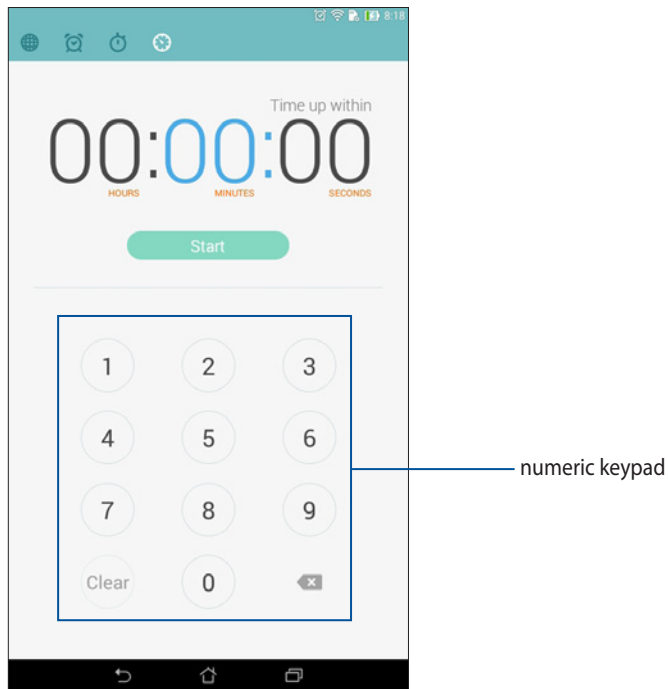 8:18
Time up within
00:00:00
HOURS MINUTES SECONDS
Start
1 2 3
4 5 6
numeric keypad
7 8 9
Clear 0